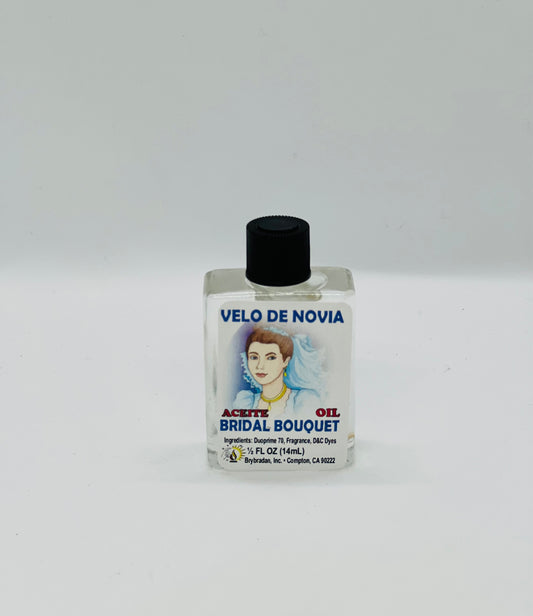 VELO DE NOVIA
ACEITE OIL
BRIDAL BOUQUET
Ingredients: Duoprime 70, Fragrance, D&C Dyes
½ FL OZ (14mL)
Brybradan, Inc. • Compton, CA 90222